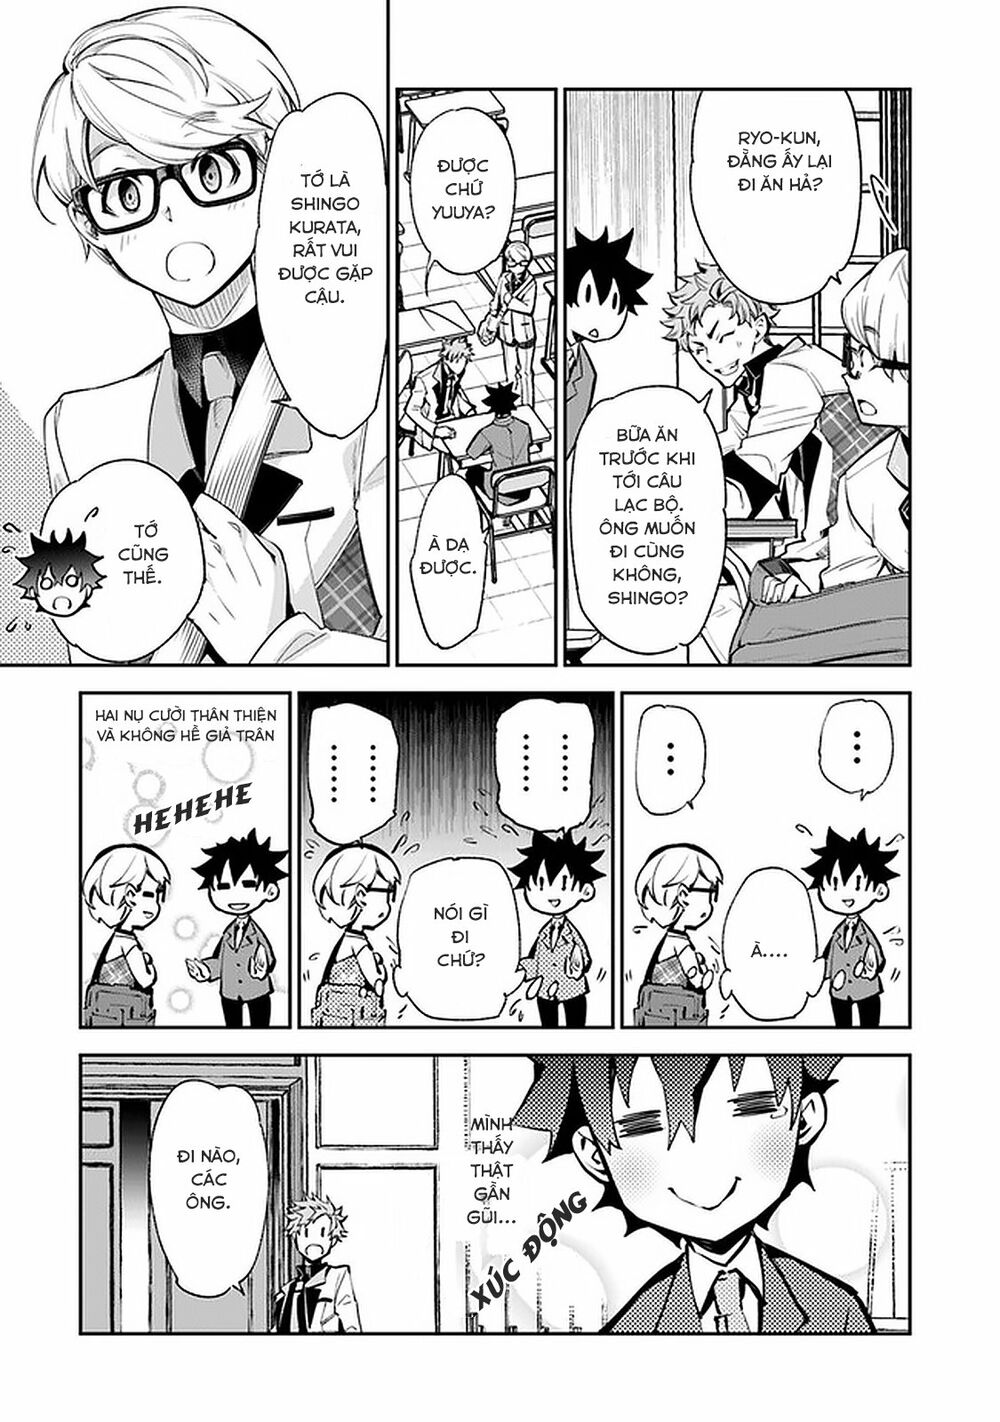 RYO-KUN,
ĐẰNG ẤY LẠI
ĐI ĂN HẢ?
BỮA ĂN
TRƯỚC KHI
TỚI CÂU
LẠC BỘ.
ÔNG MUỐN
ĐI CÙNG
KHÔNG,
SHINGO?
ĐƯỢC
CHỨ
YUUYA?
À DẠ
ĐƯỢC.
TỚ LÀ
SHINGO
KURATA,
RẤT VUI
ĐƯỢC GẶP
CẬU.
TỚ
CŨNG
THẾ.
À....
NÓI GÌ
ĐI
CHỨ?
HAI NỤ CƯỜI THÂN THIỆN
VÀ KHÔNG HỀ GIẢ TRÂN
HEHEHE
MÌNH
THẤY
THẬT
GẦN
GŨI...
XÚC ĐỘNG
ĐI NÀO,
CÁC
ÔNG.